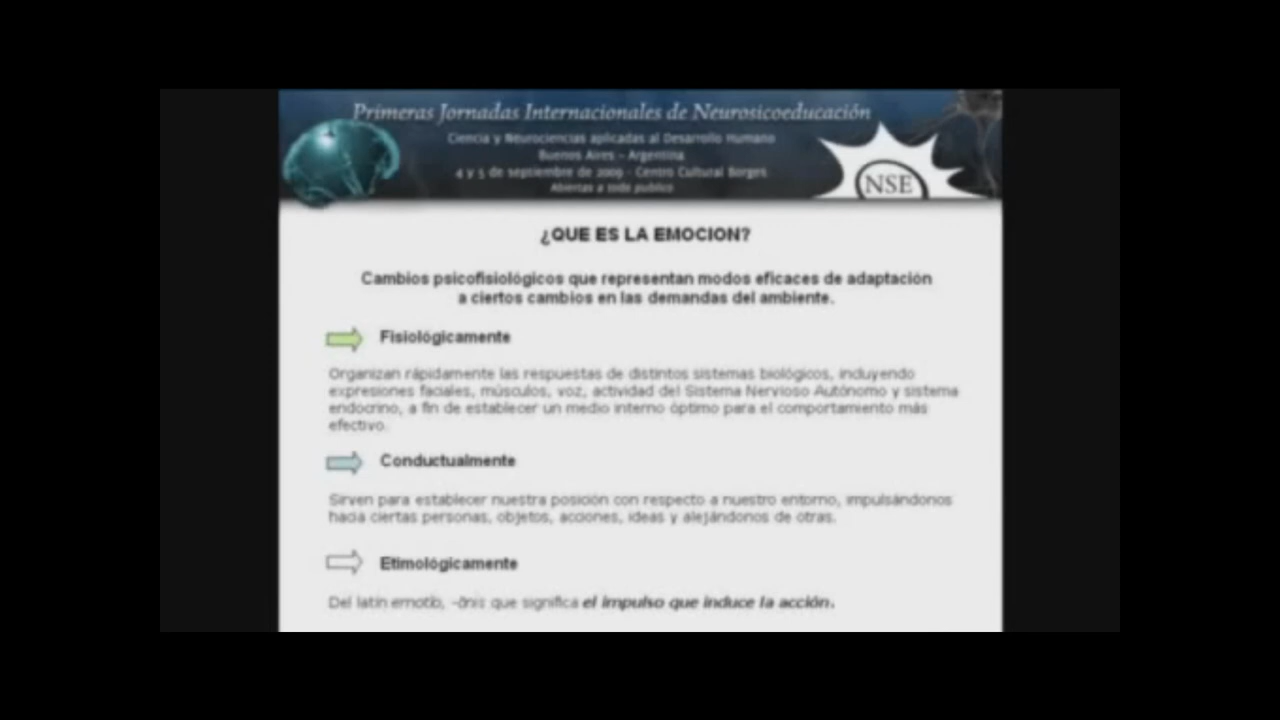 Primeras Jornadas Internacionales de Neurosicoeducación
Ciencia y Neurociencias aplicadas al Desarrollo Humano
Buenos Aires - Argentina
4 y 5 de septiembre de 2009 - Centro Cultural Borges
Abiertas a todo publico
NSE
¿QUE ES LA EMOCION?
Cambios psicofisiológicos que representan modos eficaces de adaptación
a ciertos cambios en las demandas del ambiente.
Fisiológicamente
Organizan rápidamente las respuestas de distintos sistemas biológicos, incluyendo
expresiones faciales, músculos, voz, actividad del Sistema Nervioso Autónomo y sistema
endocrino, a fin de establecer un medio interno óptimo para el comportamiento más
efectivo.
Conductualmente
Sirven para establecer nuestra posición con respecto a nuestro entorno, impulsándonos
hacia ciertas personas, objetos, acciones, ideas y alejándonos de otras.
Etimológicamente
Del latín emotĭo, -ōnis que significa el impulso que induce la acción.